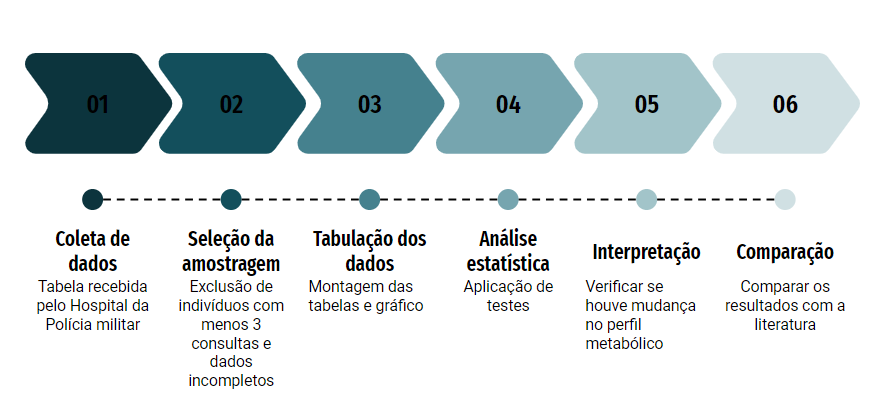 01
02
03
04
05
06
Coleta de
dados
Tabela recebida
pelo Hospital da
Polícia militar
Seleção da
amostragem
Exclusão de
indivíduos com
menos 3
consultas e
dados
incompletos
Tabulação dos
dados
Montagem das
tabelas e gráfico
Análise
estatística
Aplicação de
testes
Interpretação
Verificar se
houve mudança
no perfil
metabólico
Comparação
Comparar os
resultados com a
literatura